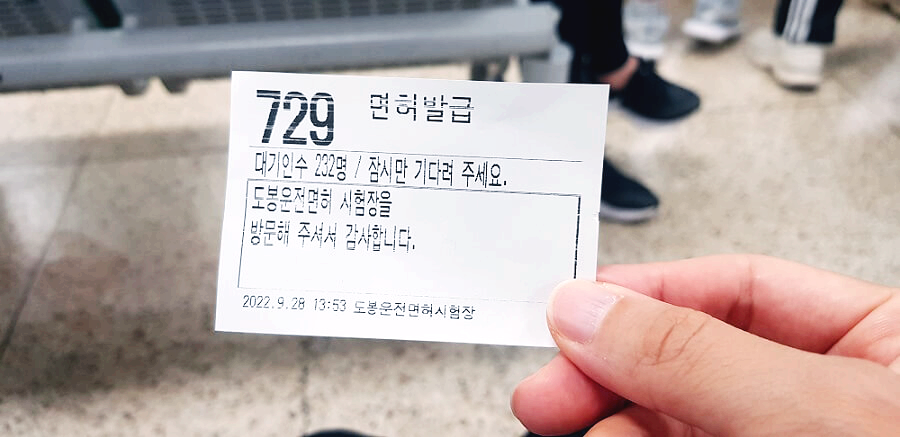 729 면허발급
대기인수 232명 / 잠시만 기다려 주세요.
도봉운전면허 시험장을
방문해 주셔서 감사합니다.
2022.9.28 13:53 도봉운전면허시험장